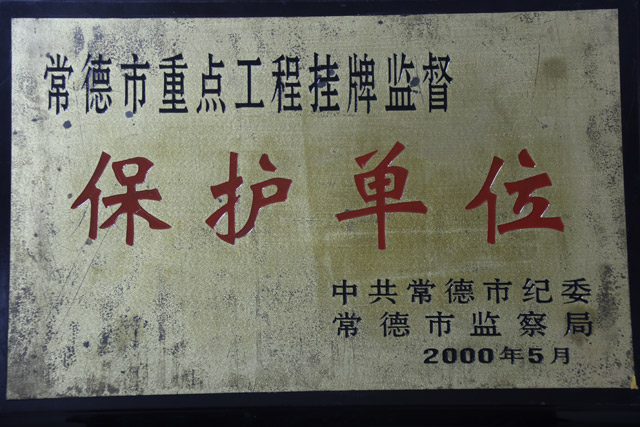 常德市重点工程挂牌监督
保护单位
中共常德市纪委
常德市监察局
2000年5月